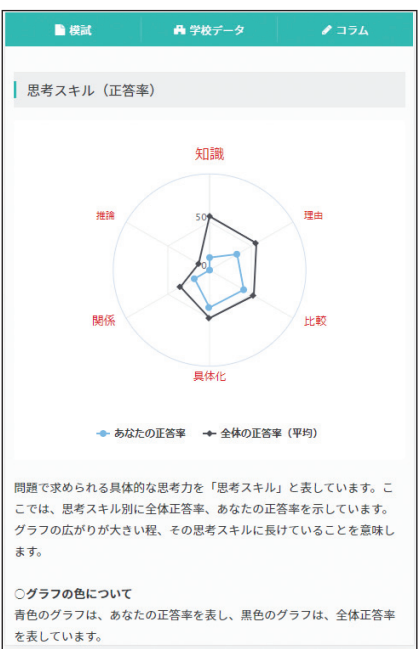 模試
学校データ
コラム
思考スキル（正答率）
知識
推論
理由
50
0
関係
比較
具体化
あなたの正答率
全体の正答率（平均）
問題で求められる具体的な思考力を「思考スキル」と表しています。こ
こでは、思考スキル別に全体正答率、あなたの正答率を示しています。
グラフの広がりが大きい程、その思考スキルに長けていることを意味し
ます。
○グラフの色について
青色のグラフは、あなたの正答率を表し、黒色のグラフは、全体正答率
を表しています。